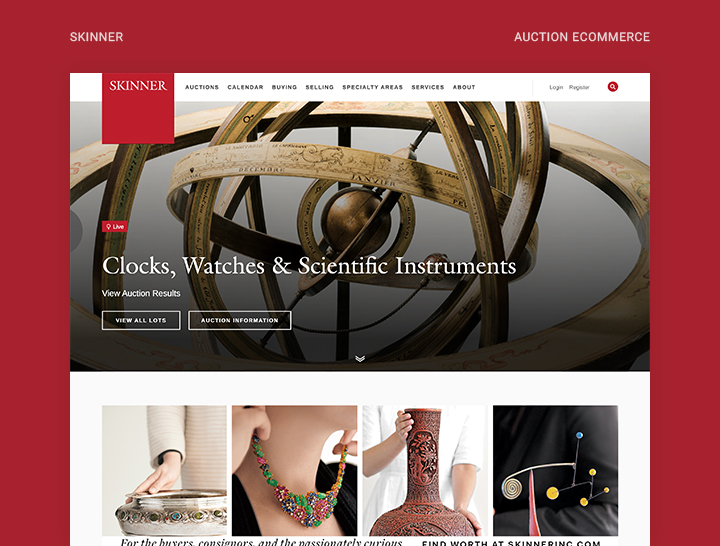 SKINNER
AUCTION ECOMMERCE
SKINNER
AUCTIONS CALENDAR BUYING SELLING SPECIALTY AREAS SERVICES ABOUT
Login Register
DÉCEMBRE
JANVIER
Live
Clocks, Watches & Scientific Instruments
View Auction Results
VIEW ALL LOTS
AUCTION INFORMATION
For the buyers, consignors, and the passionately curious
FIND WORTH AT SKINNERINC.COM